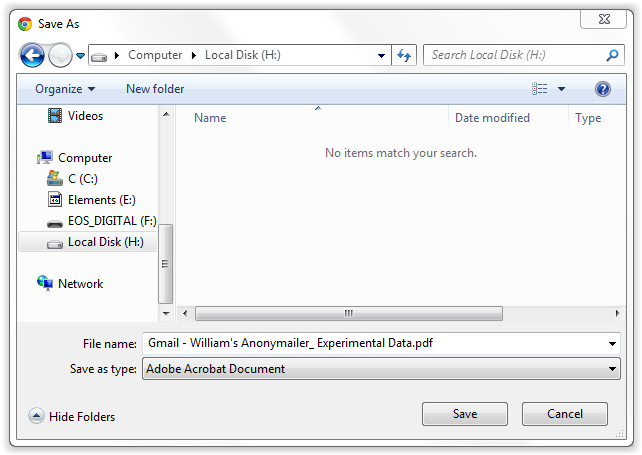 Save As
Computer Local Disk (H:) Search Local Disk (H:)
Organize New folder
Name Date modified Type
No items match your search.
Videos
Computer
C (C:)
Elements (E:)
EOS_DIGITAL (F:)
Local Disk (H:)
Network
File name: Gmail - William's Anonymailer_ Experimental Data.pdf
Save as type: Adobe Acrobat Document
Hide Folders Save Cancel